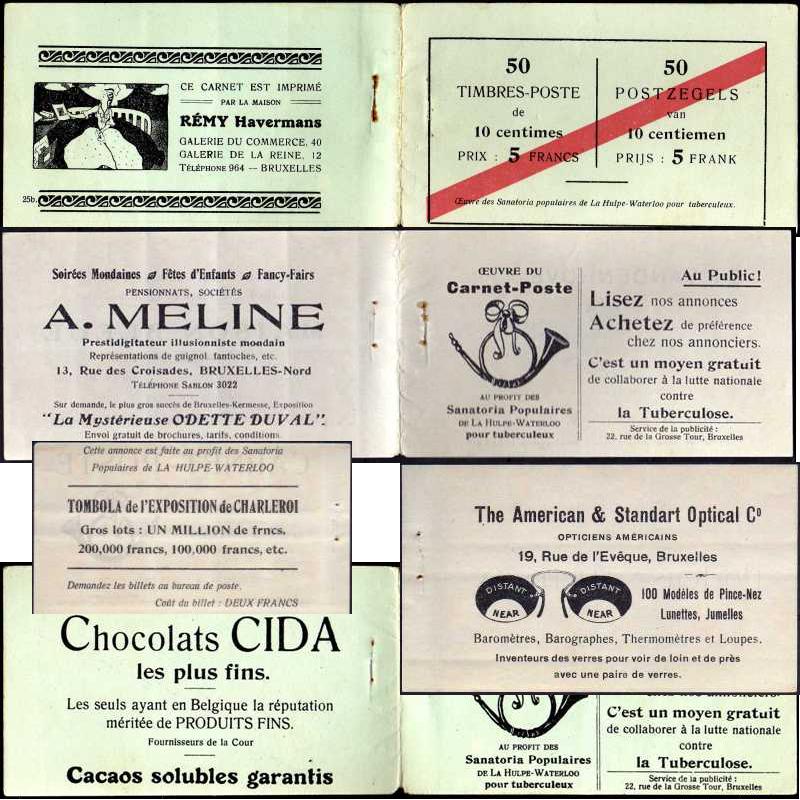 CE CARNET EST IMPRIMÉ
PAR LA MAISON
RÉMY Havermans
GALERIE DU COMMERCE, 40
GALERIE DE LA REINE, 12
TÉLÉPHONE 964 — BRUXELLES
25b.
50
TIMBRES-POSTE
de
10 centimes
PRIX : 5 FRANCS
50
POSTZEGELS
van
10 centiemen
PRIJS : 5 FRANK
Œuvre des Sanatoria populaires de La Hulpe-Waterloo pour tuberculeux.
Soirées Mondaines Fêtes d'Enfants Fancy-Fairs
PENSIONNATS, SOCIÉTÉS
A. MELINE
Prestidigitateur illusionniste mondain
Représentations de guignol, fantoches, etc.
13, Rue des Croisades, BRUXELLES-Nord
TÉLÉPHONE SABLON 3022
Sur demande, le plus gros succès de Bruxelles-Kermesse, Exposition
"La Mystérieuse ODETTE DUVAL".
Envoi gratuit de brochures, tarifs, conditions.
ŒUVRE DU
Carnet-Poste
AU PROFIT DES
Sanatoria Populaires
DE LA HULPE-WATERLOO
pour tuberculeux
Au Public!
Lisez nos annonces
Achetez de préférence
chez nos annonciers.
C'est un moyen gratuit
de collaborer à la lutte nationale
contre
la Tuberculose.
Service de la publicité :
22, rue de la Grosse Tour, Bruxelles
Cette annonce est faite au profit des Sanatoria
Populaires de LA HULPE-WATERLOO
TOMBOLA de l'EXPOSITION de CHARLEROI
Gros lots : UN MILLION de frncs,
200,000 francs, 100,000 francs, etc.
Demandez les billets au bureau de poste.
Coût du billet : DEUX FRANCS
The American & Standart Optical Cº
OPTICIENS AMÉRICAINS
19, Rue de l'Evêque, Bruxelles
DISTANT
NEAR
DISTANT
NEAR
100 Modèles de Pince-Nez
Lunettes, Jumelles
Baromètres, Barographes, Thermomètres et Loupes.
Inventeurs des verres pour voir de loin et de près
avec une paire de verres.
Chocolats CIDA
les plus fins.
Les seuls ayant en Belgique la réputation
méritée de PRODUITS FINS.
Fournisseurs de la Cour
Cacaos solubles garantis
AU PROFIT DES
Sanatoria Populaires
DE LA HULPE-WATERLOO
pour tuberculeux
chez nos annonciers.
C'est un moyen gratuit
de collaborer à la lutte nationale
contre
la Tuberculose.
Service de la publicité :
22, rue de la Grosse Tour, Bruxelles